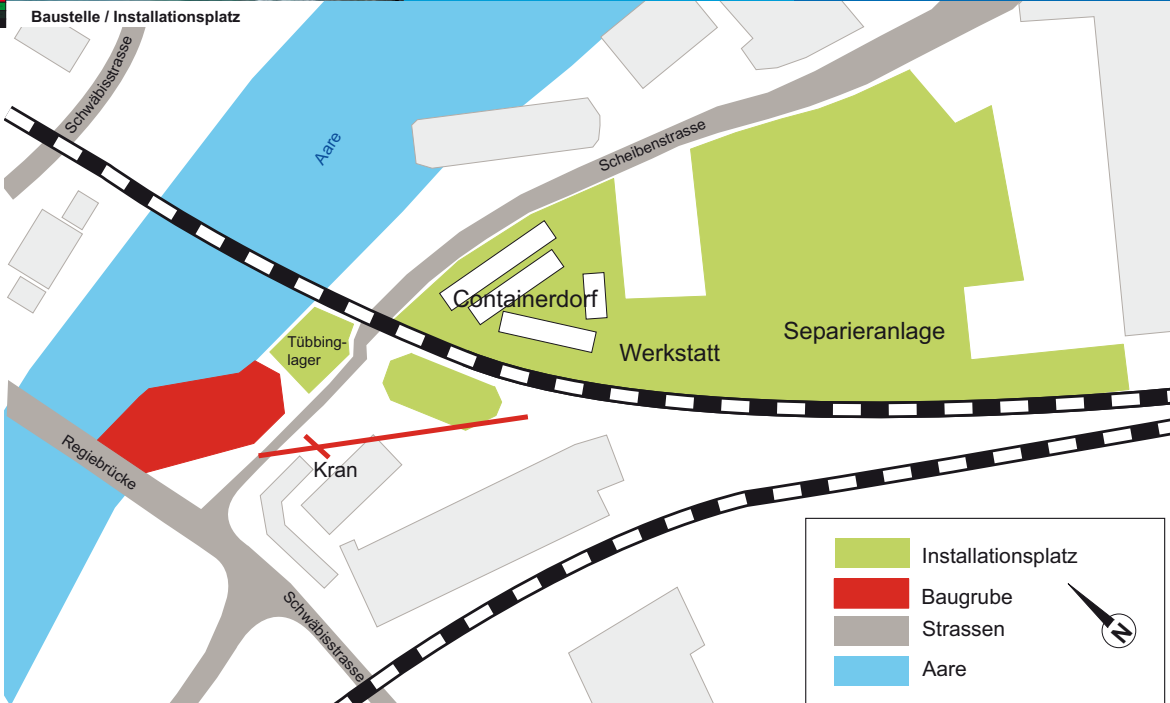 Baustelle / Installationsplatz
Schwäbisstrasse
Aare
Scheibenstrasse
Containerdorf
Separieranlage
Tübbing-
lager
Werkstatt
Regiebrücke
Kran
Schwäbisstrasse
Installationsplatz
Baugrube
Strassen
Aare
N